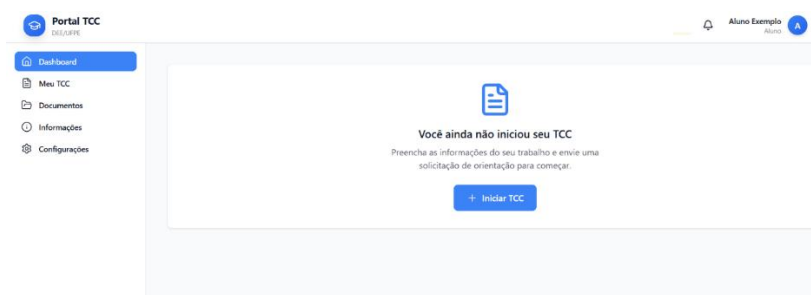 Portal TCC
DEE/UFPE
Aluno Exemplo
Aluno
A
Dashboard
Meu TCC
Documentos
Informações
Configurações
Você ainda não iniciou seu TCC
Preencha as informações do seu trabalho e envie uma
solicitação de orientação para começar.
+ Iniciar TCC